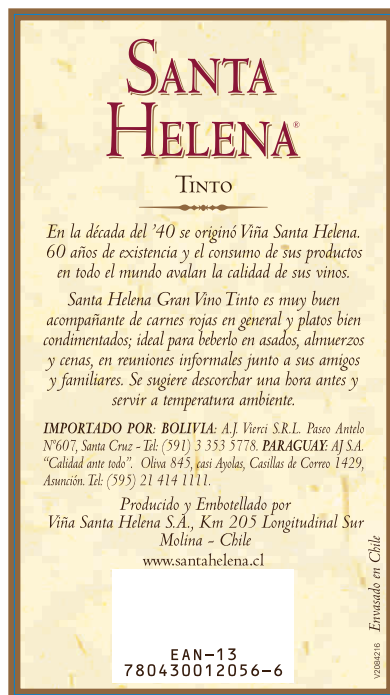 SANTA
HELENA®
TINTO
En la década del '40 se originó Viña Santa Helena.
60 años de existencia y el consumo de sus productos
en todo el mundo avalan la calidad de sus vinos.
Santa Helena Gran Vino Tinto es muy buen
acompañante de carnes rojas en general y platos bien
condimentados; ideal para beberlo en asados, almuerzos
y cenas, en reuniones informales junto a sus amigos
y familiares. Se sugiere descorchar una hora antes y
servir a temperatura ambiente.
IMPORTADO POR: BOLIVIA: A.J. Vierci S.R.L. Paseo Antelo
N°607, Santa Cruz - Tel: (591) 3 353 5778. PARAGUAY: AJ S.A.
"Calidad ante todo". Oliva 845, casi Ayolas, Casillas de Correo 1429,
Asunción. Tel: (595) 21 414 1111.
Producido y Embotellado por
Viña Santa Helena S.A., Km 205 Longitudinal Sur
Molina - Chile
www.santahelena.cl
EAN-13
780430012056-6
Envasado en Chile
V2084216